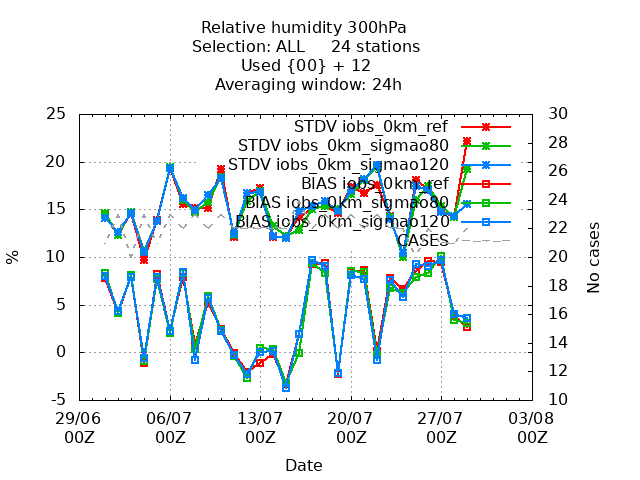 Relative humidity 300hPa
Selection: ALL     24 stations
Used {00} + 12
Averaging window: 24h
25
20
15
10
5
0
-5
%
30
28
26
24
22
20
18
16
14
12
10
No cases
STDV iobs_0km_ref
STDV iobs_0km_sigmao80
STDV iobs_0km_sigmao120
BIAS iobs_0km_ref
BIAS iobs_0km_sigmao80
BIAS iobs_0km_sigmao120
CASES
29/06 06/07 13/07 20/07 27/07 03/08
00Z 00Z 00Z 00Z 00Z 00Z
Date